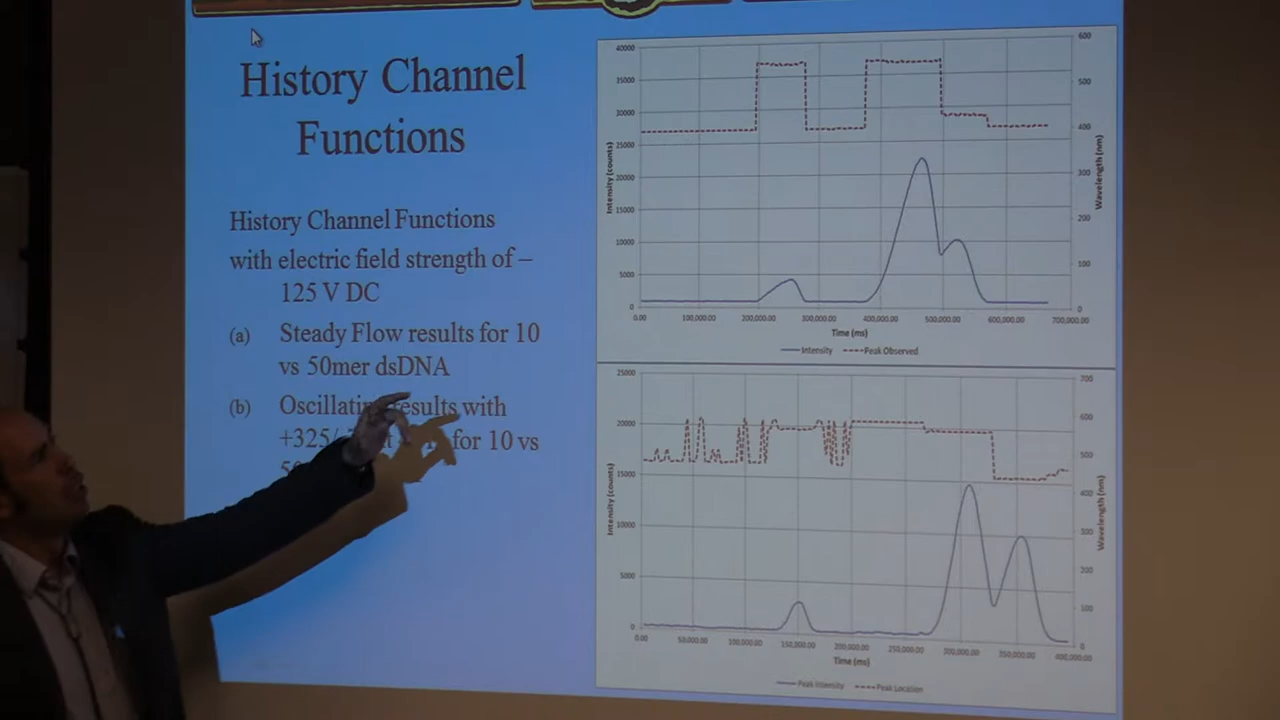 History Channel
Functions
History Channel Functions
with electric field strength of –
125 V DC
(a) Steady Flow results for 10
vs 50mer dsDNA
(b) Oscillating results with
+325/ for 10 vs
40000
35000
30000
25000
20000
15000
10000
5000
0
Intensity (counts)
600
500
400
300
200
100
0
Wavelength (nm)
0.00 100,000.00 200,000.00 300,000.00 400,000.00 500,000.00 600,000.00 700,000.00
Time (ms)
Intensity Peak Observed
25000
20000
15000
10000
5000
0
Intensity (counts)
700
600
500
400
300
200
100
0
Wavelength (nm)
0.00 50,000.00 100,000.00 150,000.00 200,000.00 250,000.00 300,000.00 350,000.00 400,000.00
Time (ms)
Peak Intensity Peak Location